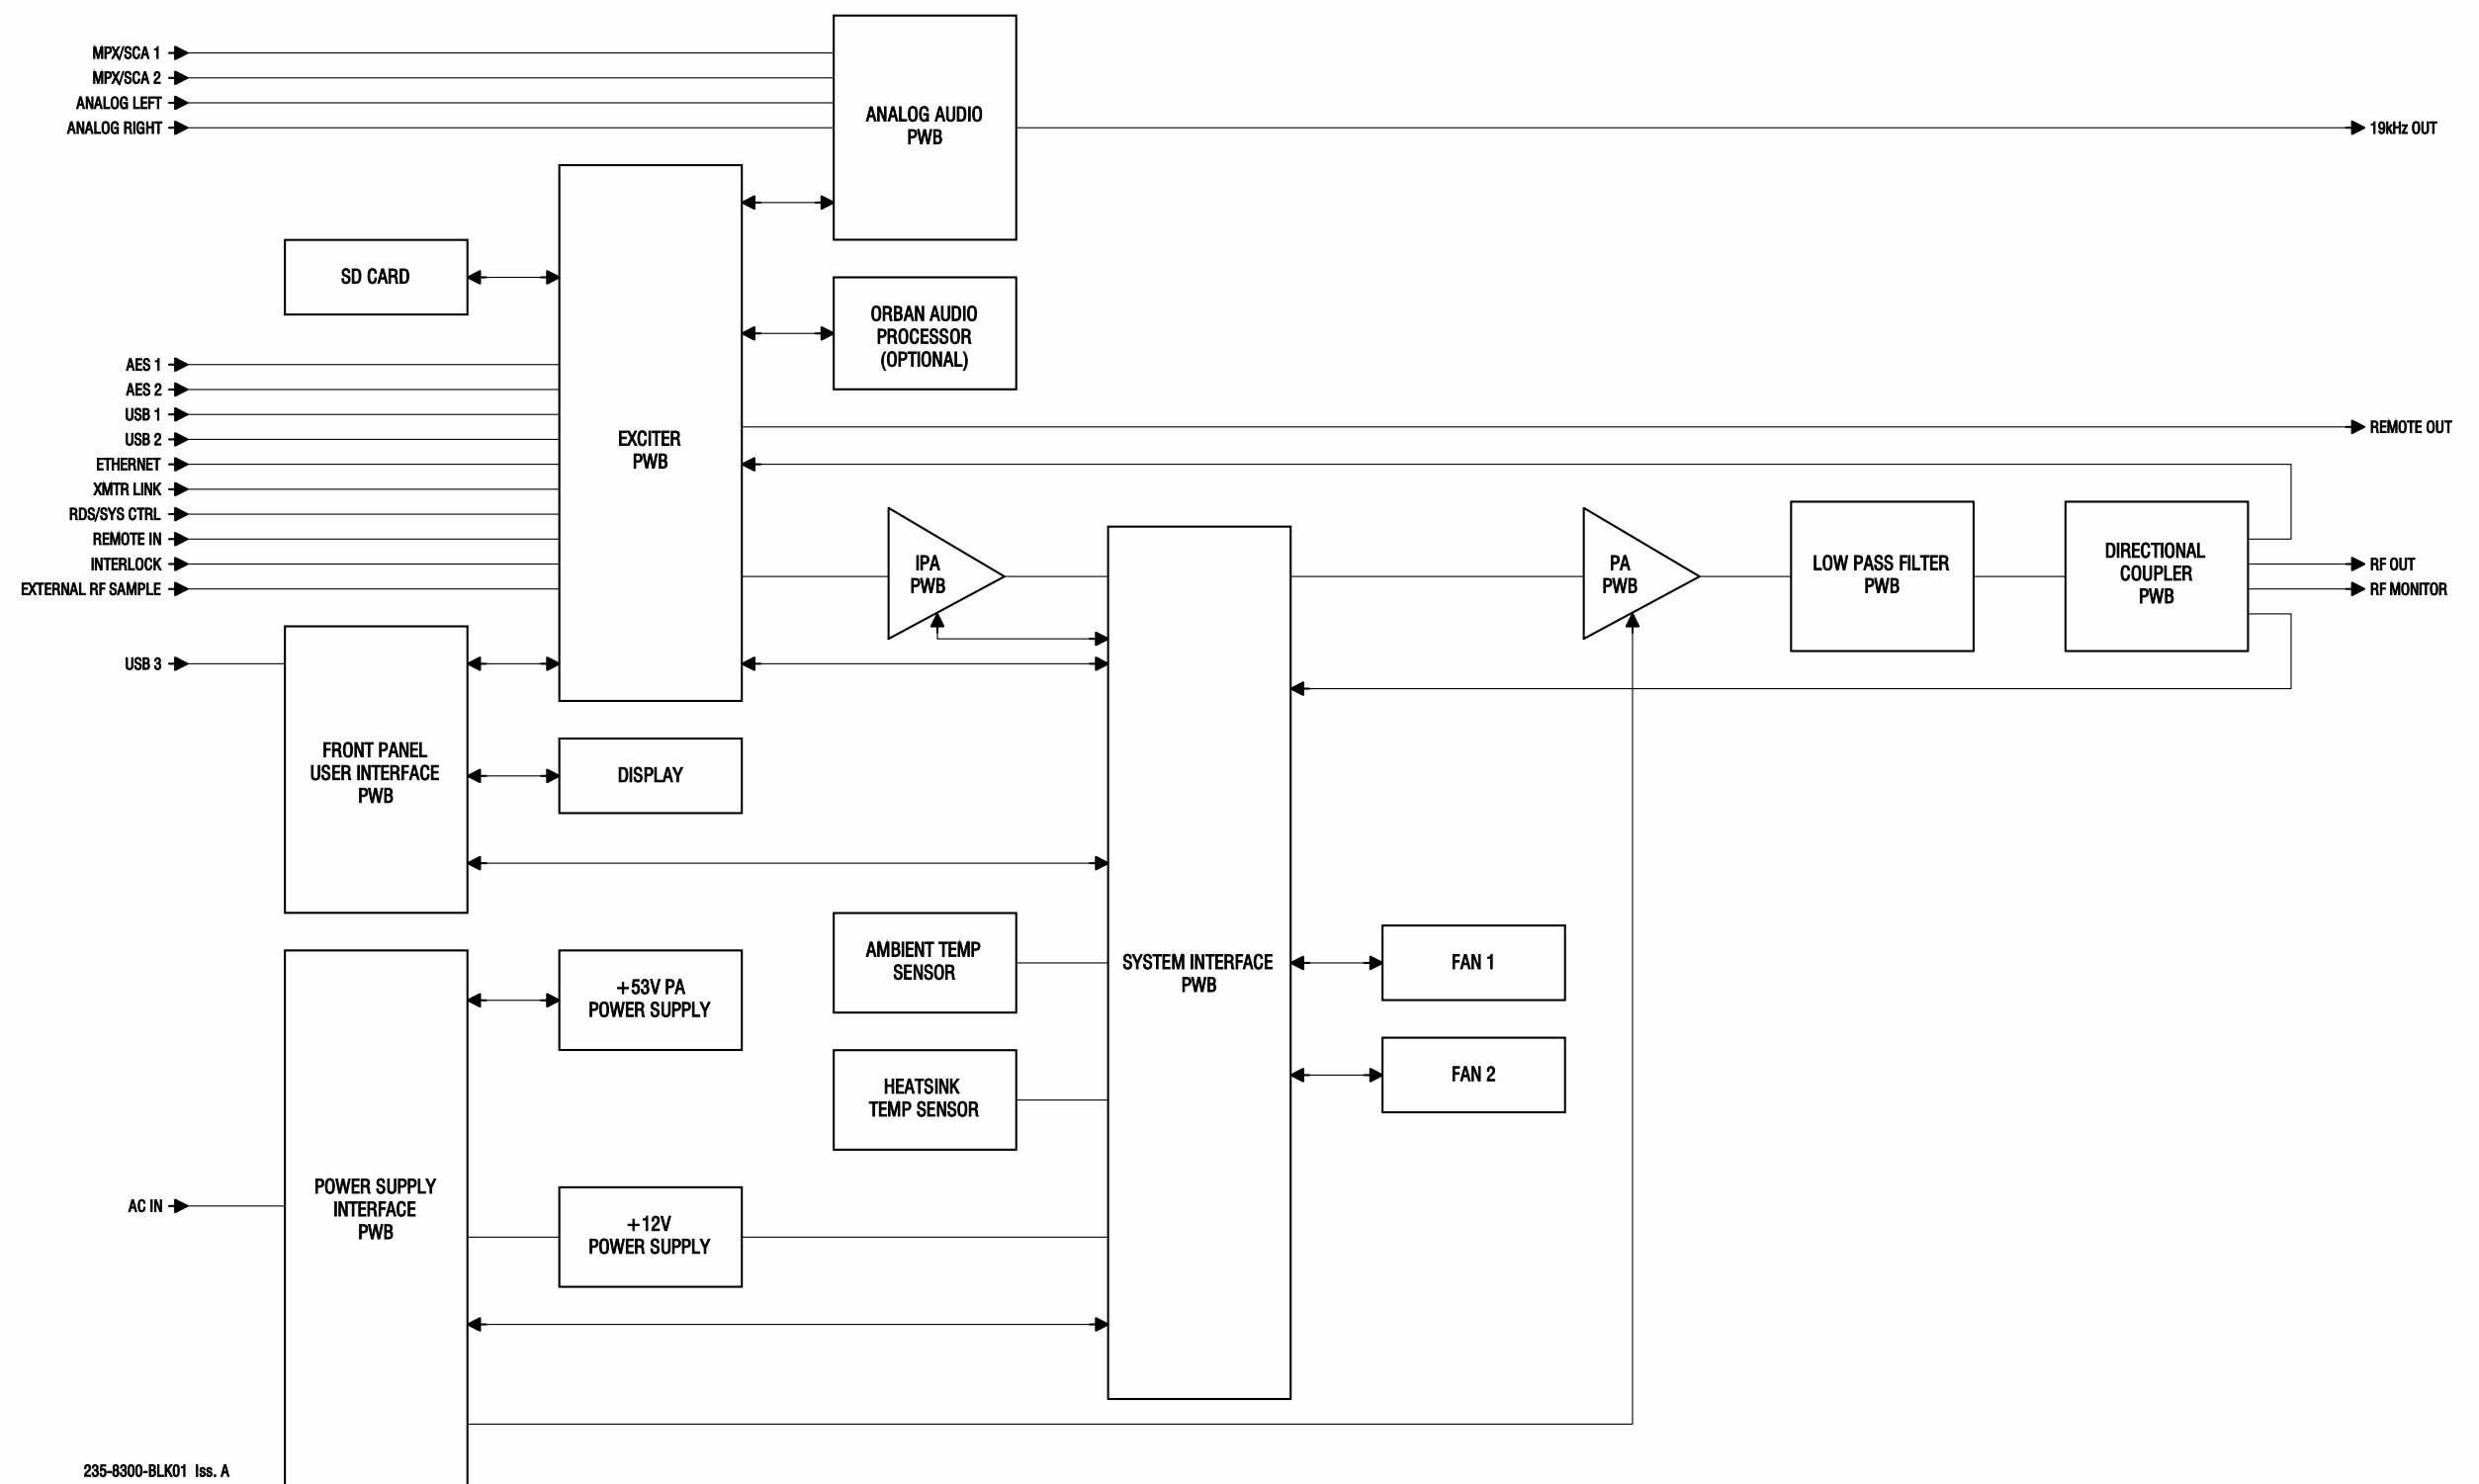 MPX/SCA 1
MPX/SCA 2
ANALOG LEFT
ANALOG RIGHT
ANALOG AUDIO
PWB
19kHz OUT
SD CARD
ORBAN AUDIO
PROCESSOR
(OPTIONAL)
AES 1
AES 2
USB 1
USB 2
ETHERNET
XMTR LINK
RDS/SYS CTRL
REMOTE IN
INTERLOCK
EXTERNAL RF SAMPLE
EXCITER
PWB
REMOTE OUT
IPA
PWB
PA
PWB
LOW PASS FILTER
PWB
DIRECTIONAL
COUPLER
PWB
RF OUT
RF MONITOR
USB 3
FRONT PANEL
USER INTERFACE
PWB
DISPLAY
+53V PA
POWER SUPPLY
AMBIENT TEMP
SENSOR
SYSTEM INTERFACE
PWB
FAN 1
HEATSINK
TEMP SENSOR
FAN 2
AC IN
POWER SUPPLY
INTERFACE
PWB
+12V
POWER SUPPLY
235-8300-BLK01 Iss. A